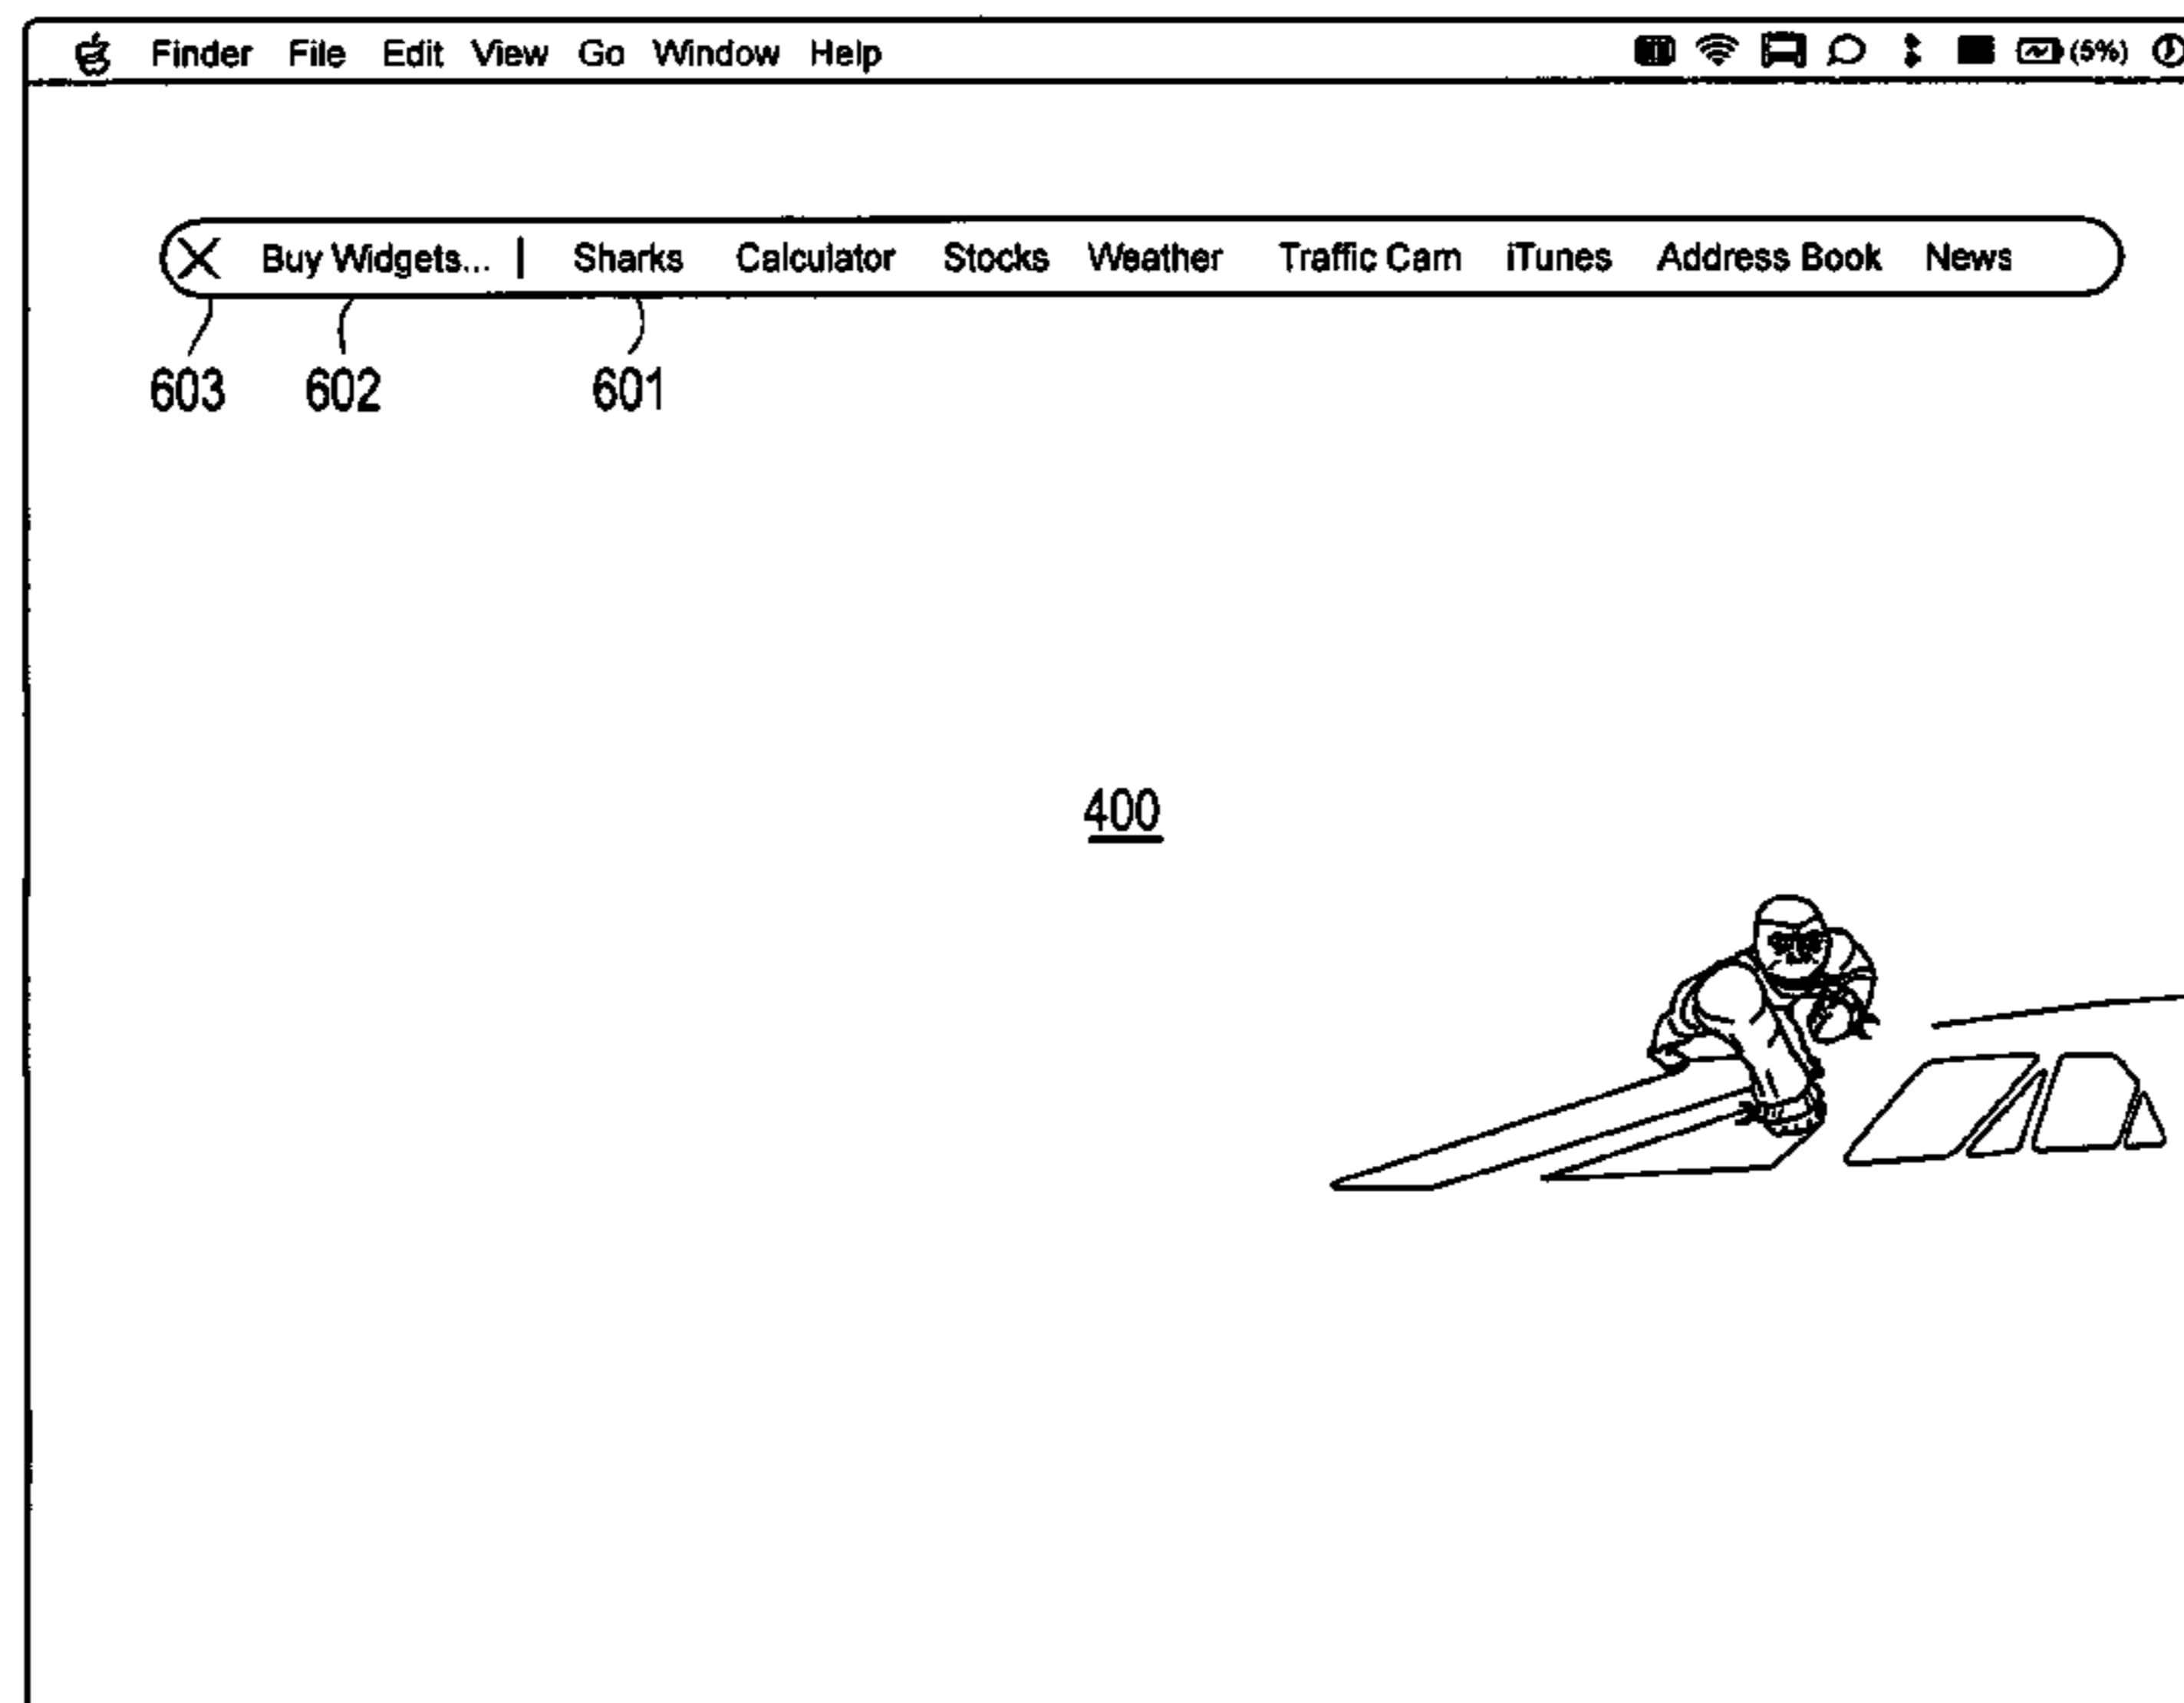 Finder File Edit View Go Window Help (5%)
Buy Widgets... | Sharks Calculator Stocks Weather Traffic Cam iTunes Address Book News
603 602 601
400